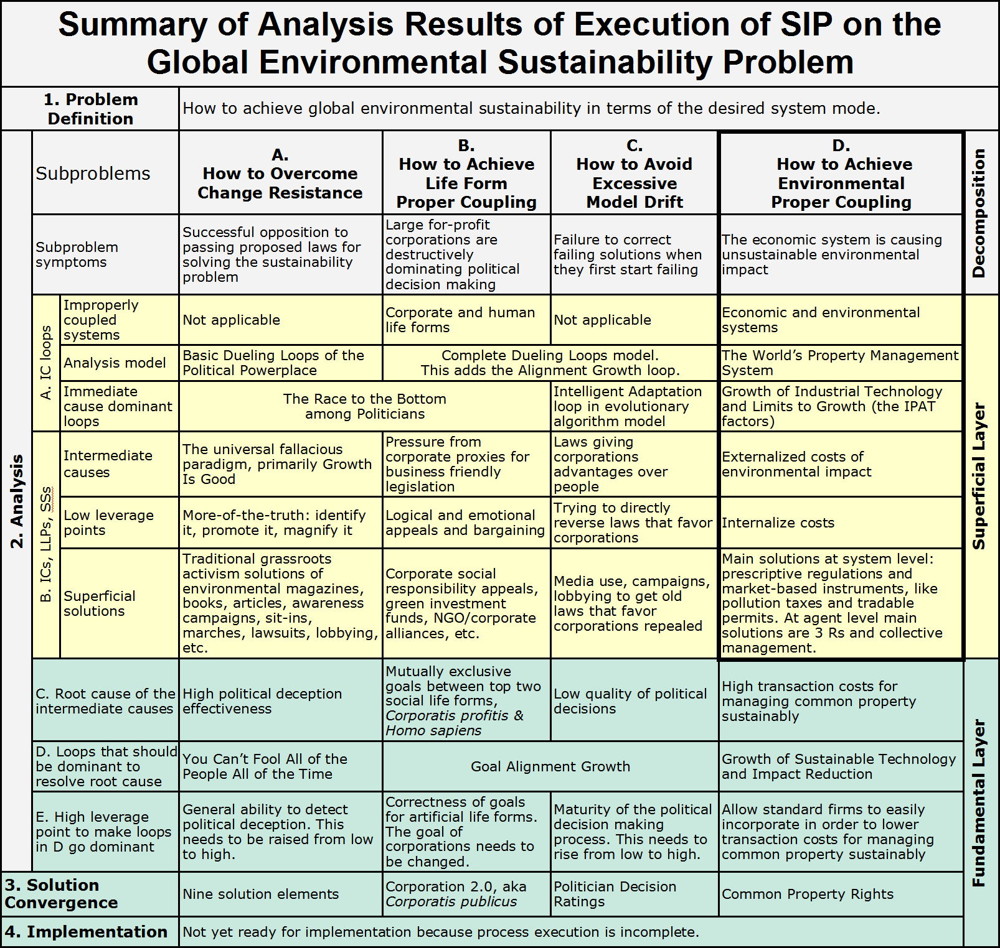 Summary of Analysis Results of Execution of SIP on the
Global Environmental Sustainability Problem
1. Problem
Definition
How to achieve global environmental sustainability in terms of the desired system mode.
2. Analysis
Subproblems
A.
How to Overcome
Change Resistance
B.
How to Achieve
Life Form
Proper Coupling
C.
How to Avoid
Excessive
Model Drift
D.
How to Achieve
Environmental
Proper Coupling
Decomposition
Subproblem
symptoms
Successful opposition to
passing proposed laws for
solving the sustainability
problem
Large for-profit
corporations are
destructively
dominating political
decision making
Failure to correct
failing solutions when
they first start failing
The economic system is causing
unsustainable environmental
impact
A. IC loops
Improperly
coupled
systems
Not applicable
Corporate and human
life forms
Not applicable
Economic and environmental
systems
Superficial Layer
Analysis model
Basic Dueling Loops of the
Political Powerplace
Complete Dueling Loops model.
This adds the Alignment Growth loop.
The World's Property Management
System
Immediate
cause dominant
loops
The Race to the Bottom
among Politicians
Intelligent Adaptation
loop in evolutionary
algorithm model
Growth of Industrial Technology
and Limits to Growth (the IPAT
factors)
B. ICs, LLPs, SSs
Intermediate
causes
The universal fallacious
paradigm, primarily Growth
Is Good
Pressure from
corporate proxies for
business friendly
legislation
Laws giving
corporations
advantages over
people
Externalized costs of
environmental impact
Low leverage
points
More-of-the-truth: identify
it, promote it, magnify it
Logical and emotional
appeals and bargaining
Trying to directly
reverse laws that favor
corporations
Internalize costs
Superficial
solutions
Traditional grassroots
activism solutions of
environmental magazines,
books, articles, awareness
campaigns, sit-ins,
marches, lawsuits, lobbying,
etc.
Corporate social
responsibility appeals,
green investment
funds, NGO/corporate
alliances, etc.
Media use, campaigns,
lobbying to get old
laws that favor
corporations repealed
Main solutions at system level:
prescriptive regulations and
market-based instruments, like
pollution taxes and tradable
permits. At agent level main
solutions are 3 Rs and collective
management.
C. Root cause of the
intermediate causes
High political deception
effectiveness
Mutually exclusive
goals between top two
social life forms,
Corporatis profitis &
Homo sapiens
Low quality of political
decisions
High transaction costs for
managing common property
sustainably
Fundamental Layer
D. Loops that should
be dominant to
resolve root cause
You Can't Fool All of the
People All of the Time
Goal Alignment Growth
Growth of Sustainable Technology
and Impact Reduction
E. High leverage
point to make loops
in D go dominant
General ability to detect
political deception. This
needs to be raised from low
to high.
Correctness of goals
for artificial life forms.
The goal of
corporations needs to
be changed.
Maturity of the political
decision making
process. This needs to
rise from low to high.
Allow standard firms to easily
incorporate in order to lower
transaction costs for managing
common property sustainably
3. Solution
Convergence
Nine solution elements
Corporation 2.0, aka
Corporatis publicus
Politician Decision
Ratings
Common Property Rights
4. Implementation
Not yet ready for implementation because process execution is incomplete.